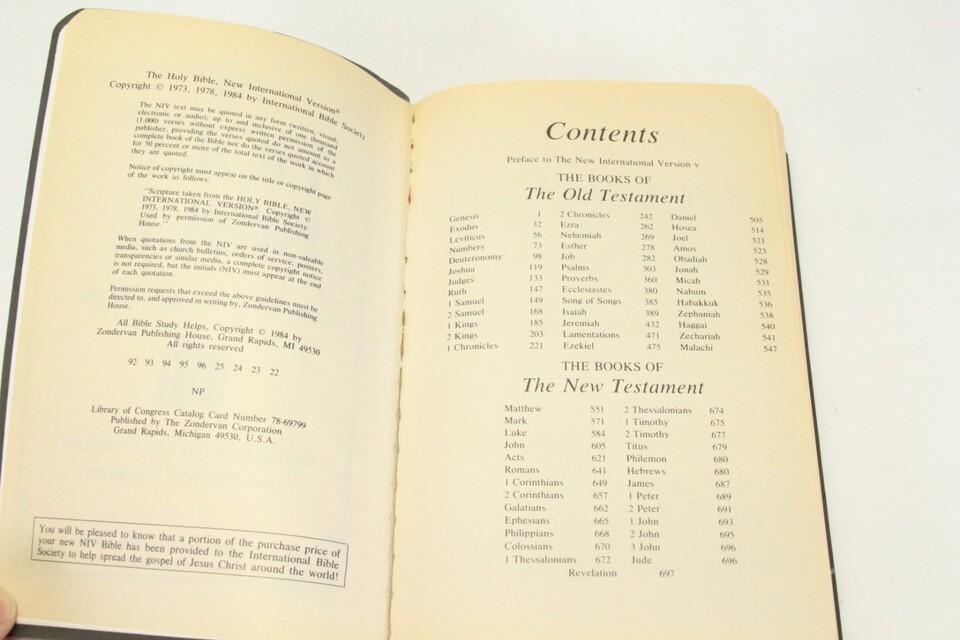 The Holy Bible, New International Version®
Copyright © 1973, 1978, 1984 by International Bible Society
The NIV text may be quoted in any form (written, visual,
electronic or audio), up to and inclusive of one thousand
(1,000) verses without express written permission of the
publisher, providing the verses quoted do not amount to a
complete book of the Bible nor do the verses quoted account
for 50 percent or more of the total text of the work in which
they are quoted.
Notice of copyright must appear on the title or copyright page
of the work as follows:
"Scripture taken from the HOLY BIBLE, NEW
INTERNATIONAL VERSION®. Copyright ©
1973, 1978, 1984 by International Bible Society.
Used by permission of Zondervan Publishing
House."
When quotations from the NIV are used in non-saleable
media, such as church bulletins, orders of service, posters,
transparencies or similar media, a complete copyright notice
is not required, but the initials (NIV) must appear at the end
of each quotation.
Permission requests that exceed the above guidelines must be
directed to, and approved in writing by, Zondervan Publishing
House.
All Bible Study Helps, Copyright © 1984 by
Zondervan Publishing House, Grand Rapids, MI 49530
All rights reserved
92 93 94 95 96 25 24 23 22
NP
Library of Congress Catalog Card Number 78-69799
Published by The Zondervan Corporation
Grand Rapids, Michigan 49530, U.S.A.
You will be pleased to know that a portion of the purchase price of
your new NIV Bible has been provided to the International Bible
Society to help spread the gospel of Jesus Christ around the world!
Contents
Preface to The New International Version v
THE BOOKS OF
The Old Testament
Genesis 1 2 Chronicles 242 Daniel 505
Exodus 32 Ezra 262 Hosea 514
Leviticus 56 Nehemiah 269 Joel 521
Numbers 73 Esther 278 Amos 523
Deuteronomy 98 Job 282 Obadiah 528
Joshua 119 Psalms 303 Jonah 529
Judges 133 Proverbs 360 Micah 531
Ruth 147 Ecclesiastes 380 Nahum 535
1 Samuel 149 Song of Songs 385 Habakkuk 536
2 Samuel 168 Isaiah 389 Zephaniah 538
1 Kings 185 Jeremiah 432 Haggai 540
2 Kings 203 Lamentations 471 Zechariah 541
1 Chronicles 221 Ezekiel 475 Malachi 547
THE BOOKS OF
The New Testament
Matthew 551 2 Thessalonians 674
Mark 571 1 Timothy 675
Luke 584 2 Timothy 677
John 605 Titus 679
Acts 621 Philemon 680
Romans 641 Hebrews 680
1 Corinthians 649 James 687
2 Corinthians 657 1 Peter 689
Galatians 662 2 Peter 691
Ephesians 665 1 John 693
Philippians 668 2 John 695
Colossians 670 3 John 696
1 Thessalonians 672 Jude 696
Revelation 697